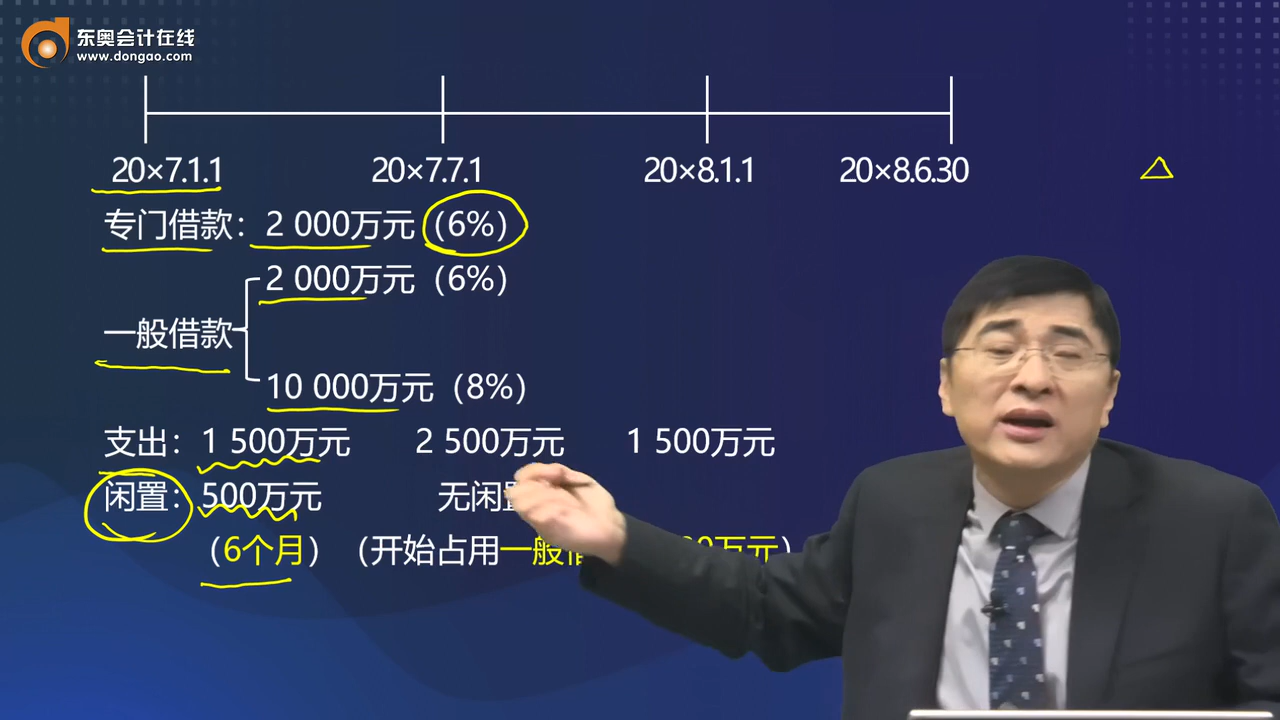 东奥会计在线
www.dongao.com
20×7.1.1 20×7.7.1 20×8.1.1 20×8.6.30
专门借款：2 000万元（6%）
2 000万元（6%）
一般借款
10 000万元（8%）
支出：1 500万元 2 500万元 1 500万元
闲置：500万元 无闲置
（6个月）（开始占用一般借 万元）